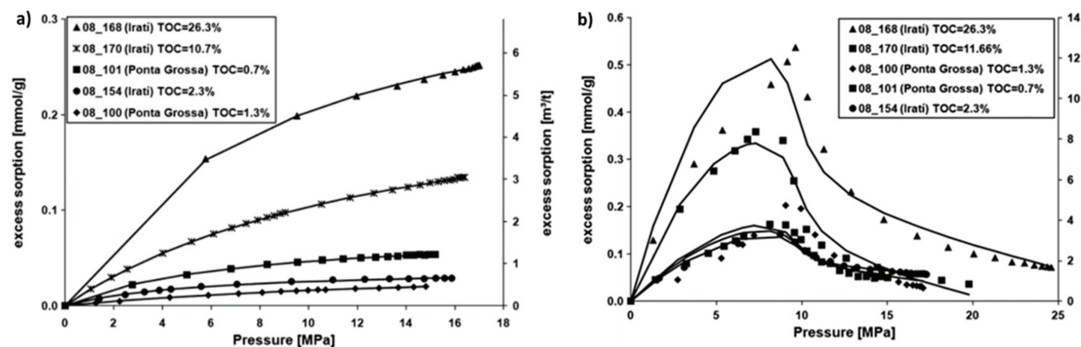 a)
0.3
0.2
0.1
0.0
excess sorption [mmol/g]
08_168 (Irati) TOC=26.3%
08_170 (Irati) TOC=10.7%
08_101 (Ponta Grossa) TOC=0.7%
08_154 (Irati) TOC=2.3%
08_100 (Ponta Grossa) TOC=1.3%
6
5
4
3
2
1
0
excess sorption [m³/t]
0 2 4 6 8 10 12 14 16 18
Pressure [MPa]
b)
0.6
0.5
0.4
0.3
0.2
0.1
0.0
excess sorption [mmol/g]
08_168 (Irati) TOC=26.3%
08_170 (Irati) TOC=11.66%
08_100 (Ponta Grossa) TOC=1.3%
08_101 (Ponta Grossa) TOC=0.7%
08_154 (Irati) TOC=2.3%
14
12
10
8
6
4
2
0
0 5 10 15 20 25
Pressure [MPa]